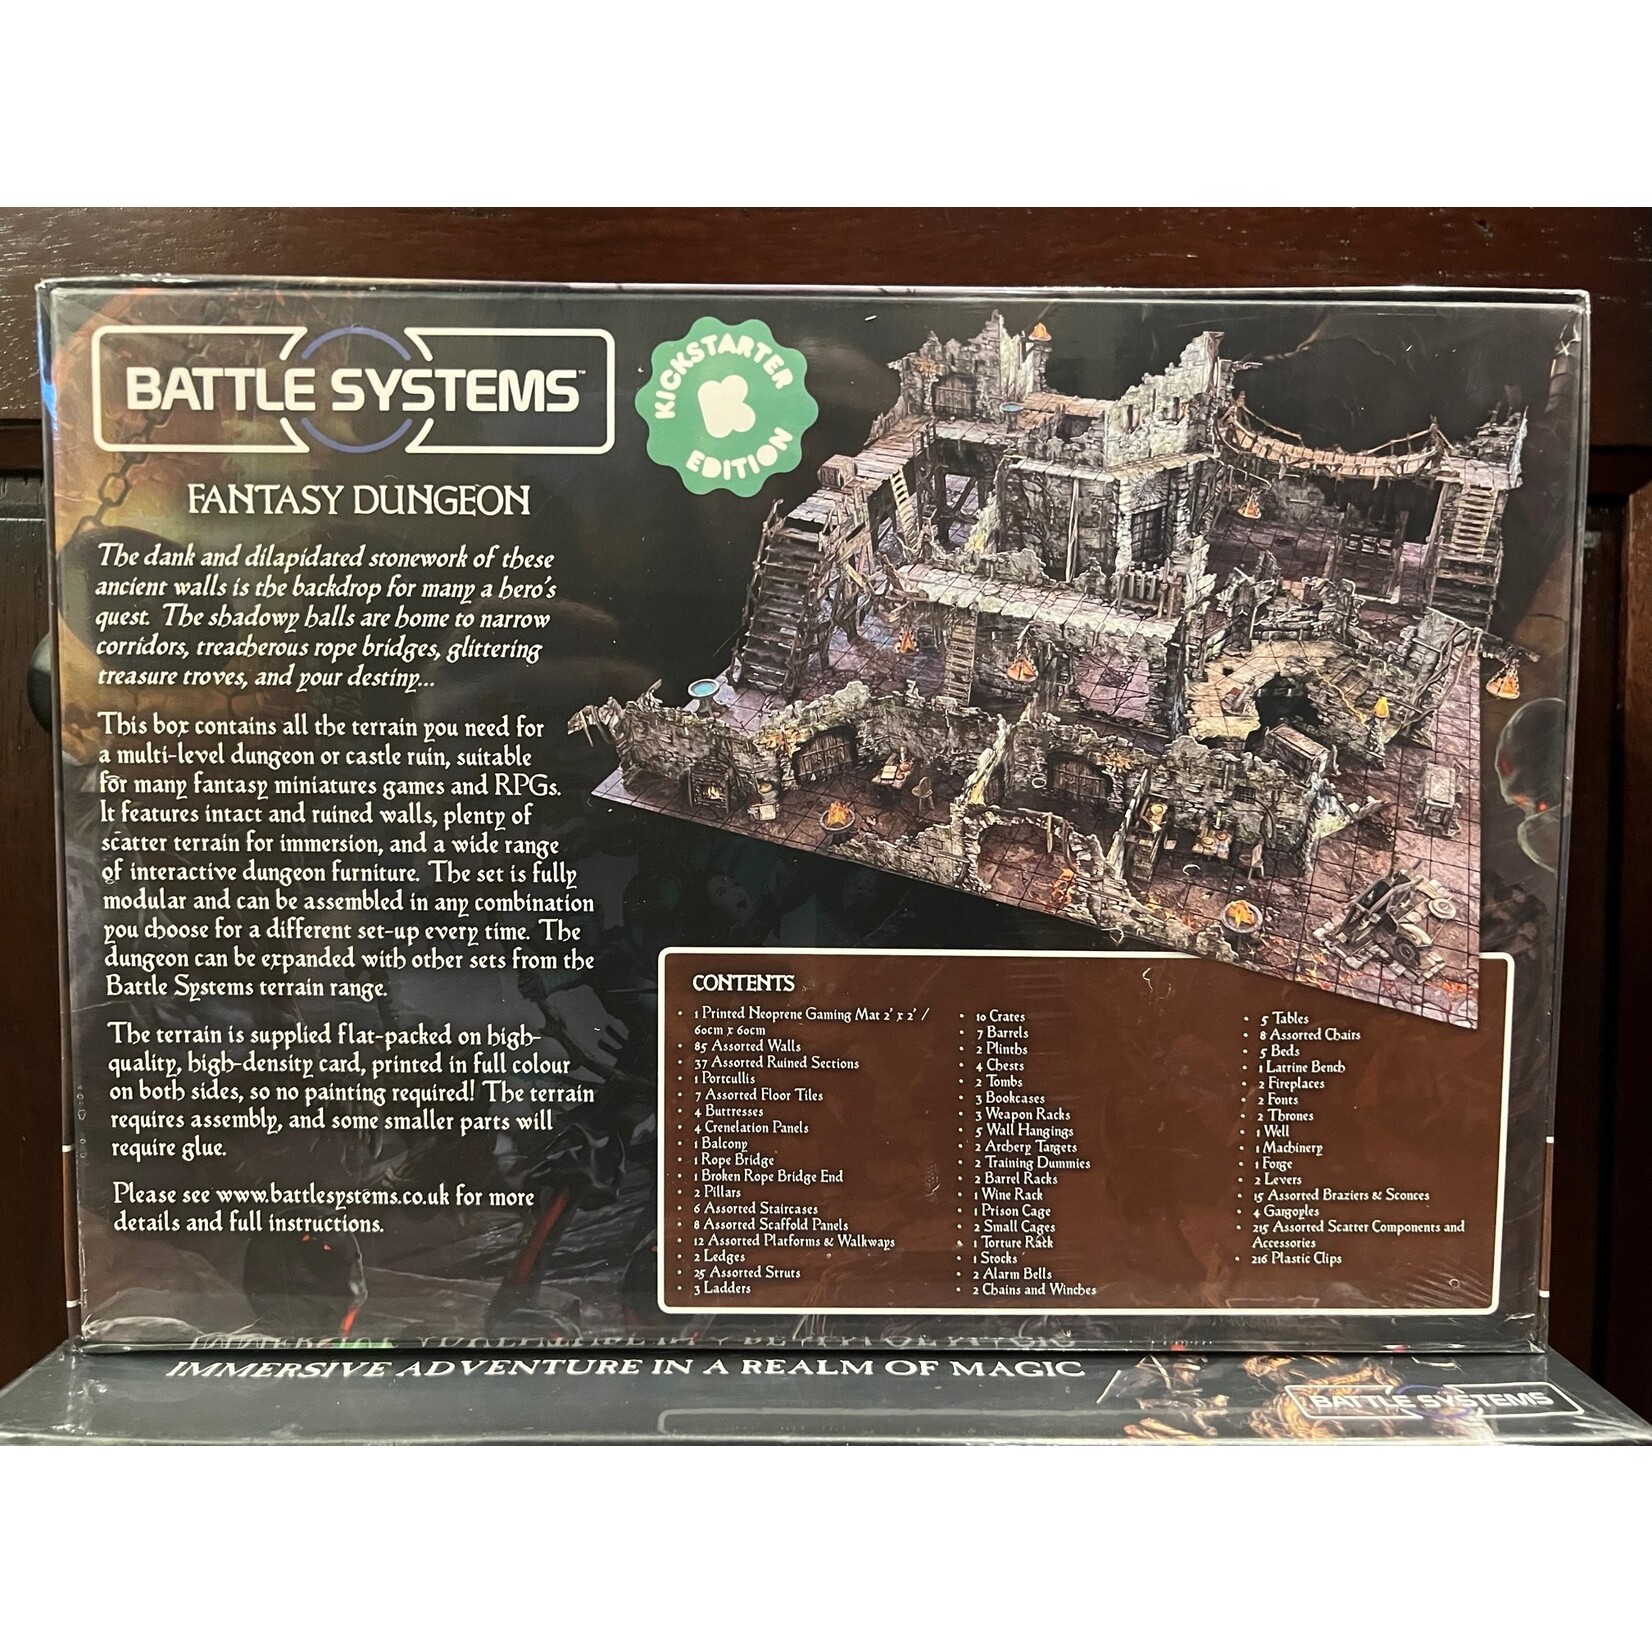 BATTLE SYSTEMS™
KICKSTARTER
EDITION
FANTASY DUNGEON
The dank and dilapidated stonework of these
ancient walls is the backdrop for many a hero's
quest. The shadowy halls are home to narrow
corridors, treacherous rope bridges, glittering
treasure troves, and your destiny...
This box contains all the terrain you need for
a multi-level dungeon or castle ruin, suitable
for many fantasy miniatures games and RPGs.
It features intact and ruined walls, plenty of
scatter terrain for immersion, and a wide range
of interactive dungeon furniture. The set is fully
modular and can be assembled in any combination
you choose for a different set-up every time. The
dungeon can be expanded with other sets from the
Battle Systems terrain range.
The terrain is supplied flat-packed on high-
quality, high-density card, printed in full colour
on both sides, so no painting required! The terrain
requires assembly, and some smaller parts will
require glue.
Please see www.battlesystems.co.uk for more
details and full instructions.
CONTENTS
• 1 Printed Neoprene Gaming Mat 2' x 2' /
60cm x 60cm
• 85 Assorted Walls
• 37 Assorted Ruined Sections
• 1 Portcullis
• 7 Assorted Floor Tiles
• 4 Buttresses
• 4 Crenelation Panels
• 1 Balcony
• 1 Rope Bridge
• 1 Broken Rope Bridge End
• 2 Pillars
• 6 Assorted Staircases
• 8 Assorted Scaffold Panels
• 12 Assorted Platforms & Walkways
• 2 Ledges
• 25 Assorted Struts
• 3 Ladders
• 10 Crates
• 7 Barrels
• 2 Plinths
• 4 Chests
• 2 Tombs
• 3 Bookcases
• 3 Weapon Racks
• 5 Wall Hangings
• 2 Archery Targets
• 2 Training Dummies
• 2 Barrel Racks
• 1 Wine Rack
• 1 Prison Cage
• 2 Small Cages
• 1 Torture Rack
• 1 Stocks
• 2 Alarm Bells
• 2 Chains and Winches
• 5 Tables
• 8 Assorted Chairs
• 5 Beds
• 1 Latrine Bench
• 2 Fireplaces
• 2 Fonts
• 2 Thrones
• 1 Well
• 1 Machinery
• 1 Forge
• 2 Levers
• 15 Assorted Braziers & Sconces
• 4 Gargoyles
• 215 Assorted Scatter Components and
Accessories
• 216 Plastic Clips
IMMERSIVE ADVENTURE IN A REALM OF MAGIC
BATTLE SYSTEMS